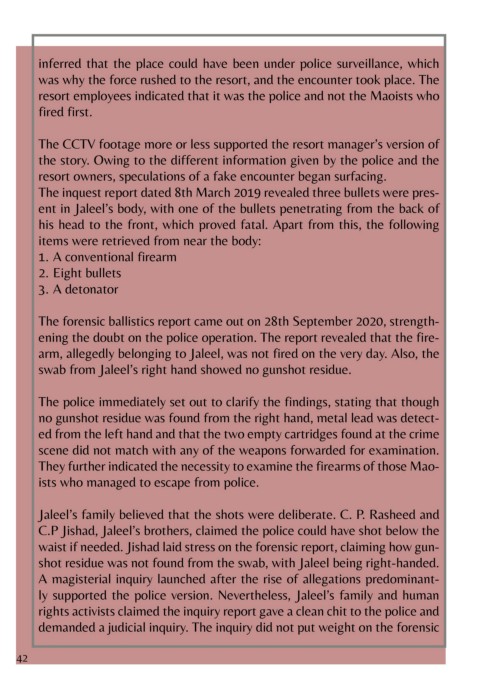 inferred that the place could have been under police surveillance, which
was why the force rushed to the resort, and the encounter took place. The
resort employees indicated that it was the police and not the Maoists who
fired first.
The CCTV footage more or less supported the resort manager's version of
the story. Owing to the different information given by the police and the
resort owners, speculations of a fake encounter began surfacing.
The inquest report dated 8th March 2019 revealed three bullets were pres-
ent in Jaleel's body, with one of the bullets penetrating from the back of
his head to the front, which proved fatal. Apart from this, the following
items were retrieved from near the body:
1. A conventional firearm
2. Eight bullets
3. A detonator
The forensic ballistics report came out on 28th September 2020, strength-
ening the doubt on the police operation. The report revealed that the fire-
arm, allegedly belonging to Jaleel, was not fired on the very day. Also, the
swab from Jaleel's right hand showed no gunshot residue.
The police immediately set out to clarify the findings, stating that though
no gunshot residue was found from the right hand, metal lead was detect-
ed from the left hand and that the two empty cartridges found at the crime
scene did not match with any of the weapons forwarded for examination.
They further indicated the necessity to examine the firearms of those Mao-
ists who managed to escape from police.
Jaleel's family believed that the shots were deliberate. C. P. Rasheed and
C.P Jishad, Jaleel's brothers, claimed the police could have shot below the
waist if needed. Jishad laid stress on the forensic report, claiming how gun-
shot residue was not found from the swab, with Jaleel being right-handed.
A magisterial inquiry launched after the rise of allegations predominant-
ly supported the police version. Nevertheless, Jaleel's family and human
rights activists claimed the inquiry report gave a clean chit to the police and
demanded a judicial inquiry. The inquiry did not put weight on the forensic
42